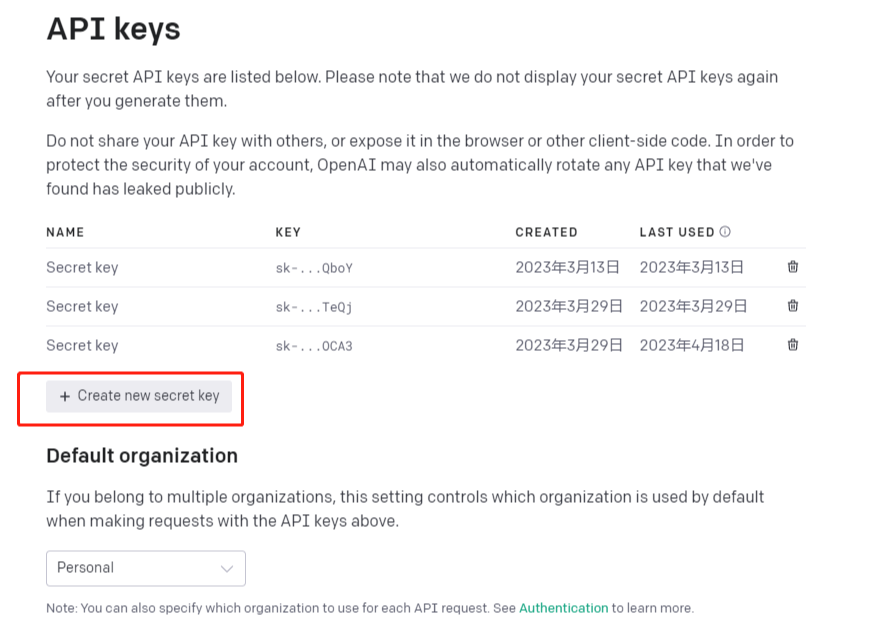 API keys
Your secret API keys are listed below. Please note that we do not display your secret API keys again
after you generate them.
Do not share your API key with others, or expose it in the browser or other client-side code. In order to
protect the security of your account, OpenAI may also automatically rotate any API key that we've
found has leaked publicly.
NAME KEY CREATED LAST USED
Secret key sk-...QboY 2023年3月13日 2023年3月13日
Secret key sk-...TeQj 2023年3月29日 2023年3月29日
Secret key sk-...OCA3 2023年3月29日 2023年4月18日
+ Create new secret key
Default organization
If you belong to multiple organizations, this setting controls which organization is used by default
when making requests with the API keys above.
Personal
Note: You can also specify which organization to use for each API request. See Authentication to learn more.